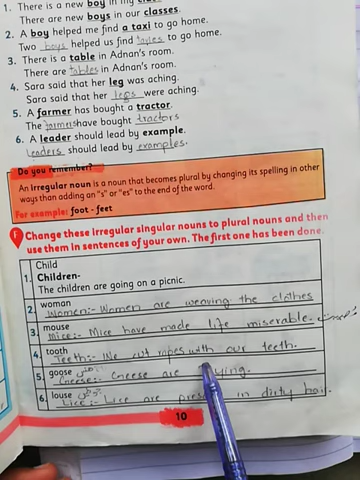 1. There is a new boy in my
There are new boys in our classes.
2. A boy helped me find a taxi to go home.
Two boys helped us find taxies to go home.
3. There is a table in Adnan's room.
There are tables in Adnan's room.
4. Sara said that her leg was aching.
Sara said that her legs were aching.
5. A farmer has bought a tractor.
The farmers have bought tractors
6. A leader should lead by example.
Leaders should lead by examples.
Do you remember?
An irregular noun is a noun that becomes plural by changing its spelling in other
ways than adding an "s" or "es" to the end of the word.
For example: foot - feet
F Change these irregular singular nouns to plural nouns and then
use them in sentences of your own. The first one has been done.
Child
1. Children-
The children are going on a picnic.
woman
2. Women:- Women are weaving the clothes
mouse
3. Mice:- Mice have made life miserable.
tooth
4. Teeth:- We cut ropes with our teeth.
goose
5. Geese:- Geese are
louse
6. Lice:- Lice are in dirty hair.
10